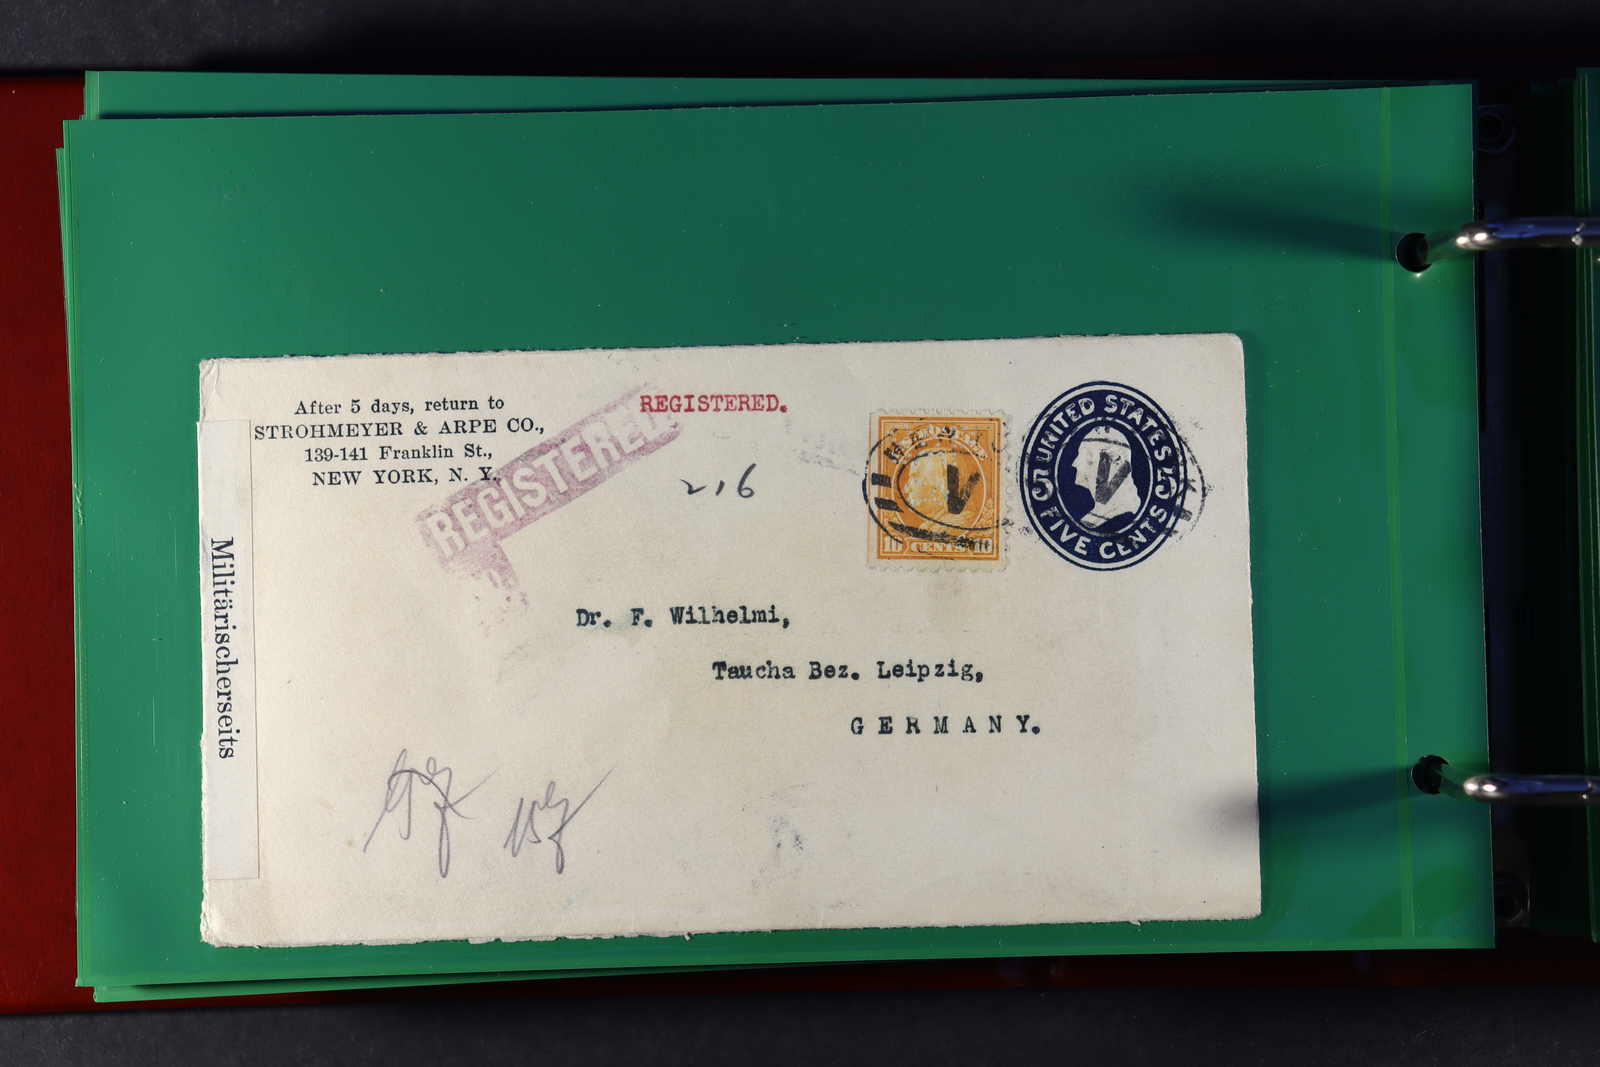 After 5 days, return to
STROHMEYER & ARPE CO.,
139-141 Franklin St.,
NEW YORK, N. Y.
REGISTERED.
REGISTERED
216
10 CENTS 10
V
UNITED STATES
5 5
FIVE CENTS
V
Militärischerseits
Dr. F. Wilhelmi,
Taucha Bez. Leipzig,
GERMANY.